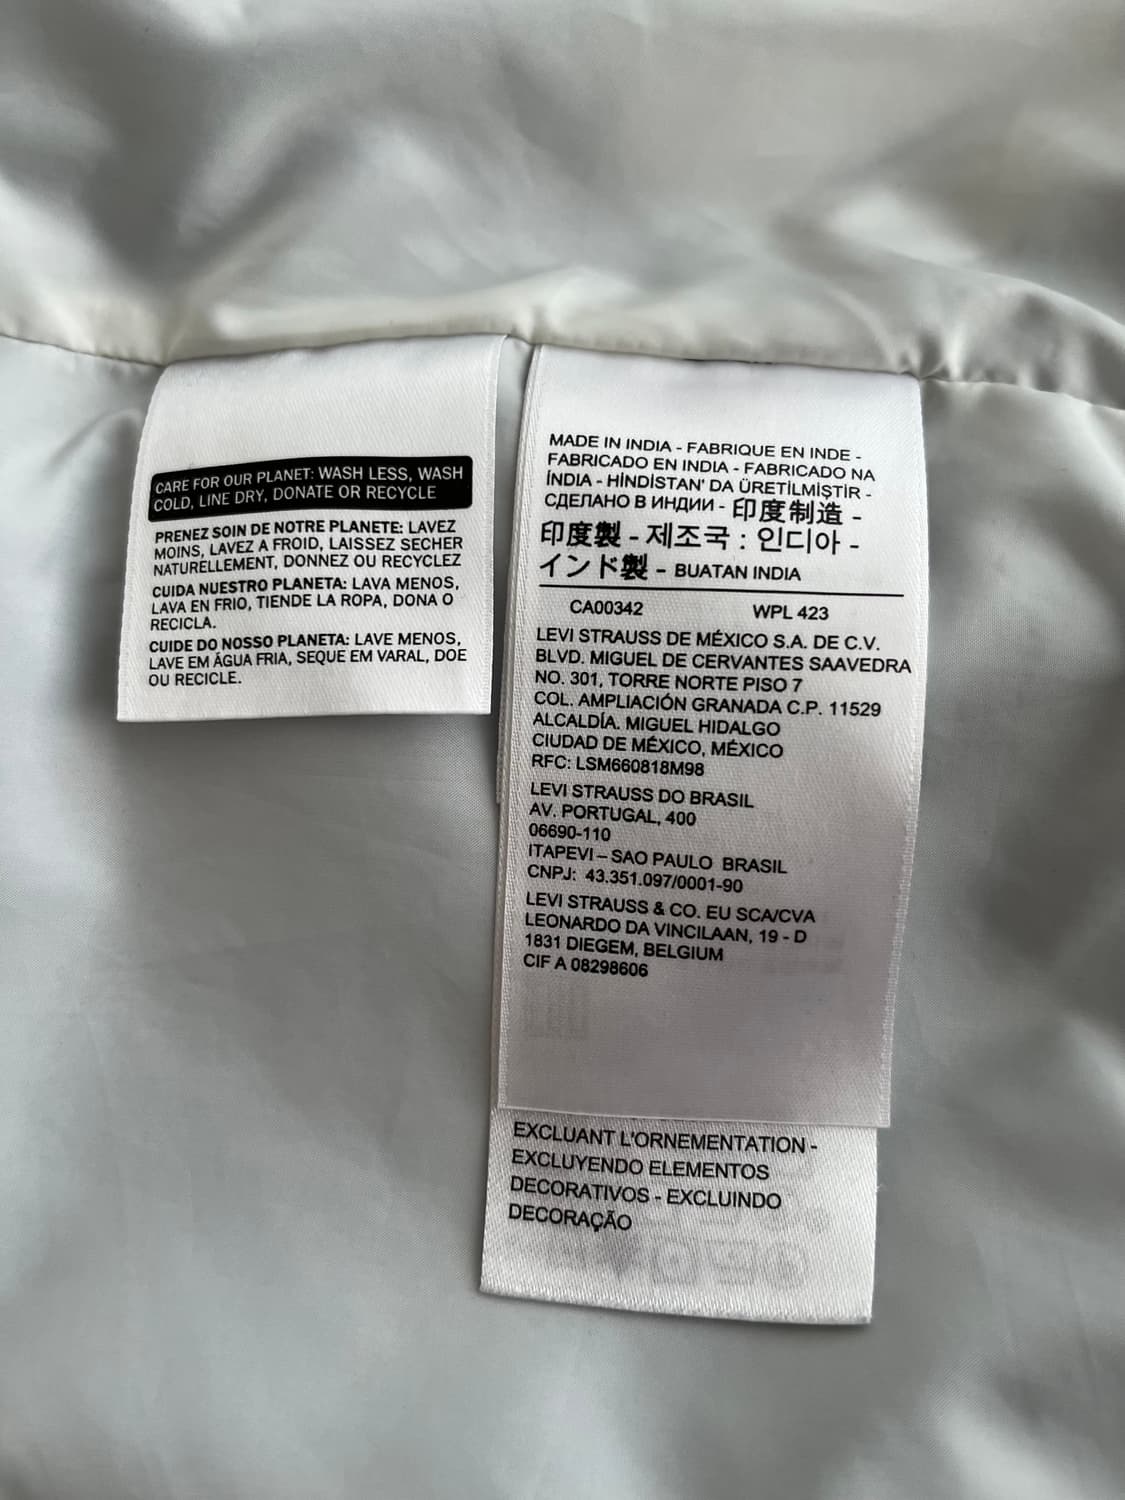 CARE FOR OUR PLANET: WASH LESS, WASH
COLD, LINE DRY, DONATE OR RECYCLE
PRENEZ SOIN DE NOTRE PLANETE: LAVEZ
MOINS, LAVEZ A FROID, LAISSEZ SECHER
NATURELLEMENT, DONNEZ OU RECYCLEZ
CUIDA NUESTRO PLANETA: LAVA MENOS,
LAVA EN FRIO, TIENDE LA ROPA, DONA O
RECICLA.
CUIDE DO NOSSO PLANETA: LAVE MENOS,
LAVE EM ÁGUA FRIA, SEQUE EM VARAL, DOE
OU RECICLE.
MADE IN INDIA - FABRIQUE EN INDE -
FABRICADO EN INDIA - FABRICADO NA
ÍNDIA - HİNDİSTAN' DA ÜRETİLMİŞTİR -
СДЕЛАНО В ИНДИИ - 印度制造 -
印度製 - 제조국 : 인디아 -
インド製 - BUATAN INDIA
CA00342 WPL 423
LEVI STRAUSS DE MÉXICO S.A. DE C.V.
BLVD. MIGUEL DE CERVANTES SAAVEDRA
NO. 301, TORRE NORTE PISO 7
COL. AMPLIACIÓN GRANADA C.P. 11529
ALCALDÍA. MIGUEL HIDALGO
CIUDAD DE MÉXICO, MÉXICO
RFC: LSM660818M98
LEVI STRAUSS DO BRASIL
AV. PORTUGAL, 400
06690-110
ITAPEVI – SAO PAULO BRASIL
CNPJ: 43.351.097/0001-90
LEVI STRAUSS & CO. EU SCA/CVA
LEONARDO DA VINCILAAN, 19 - D
1831 DIEGEM, BELGIUM
CIF A 08298606
EXCLUANT L'ORNEMENTATION -
EXCLUYENDO ELEMENTOS
DECORATIVOS - EXCLUINDO
DECORAÇÃO